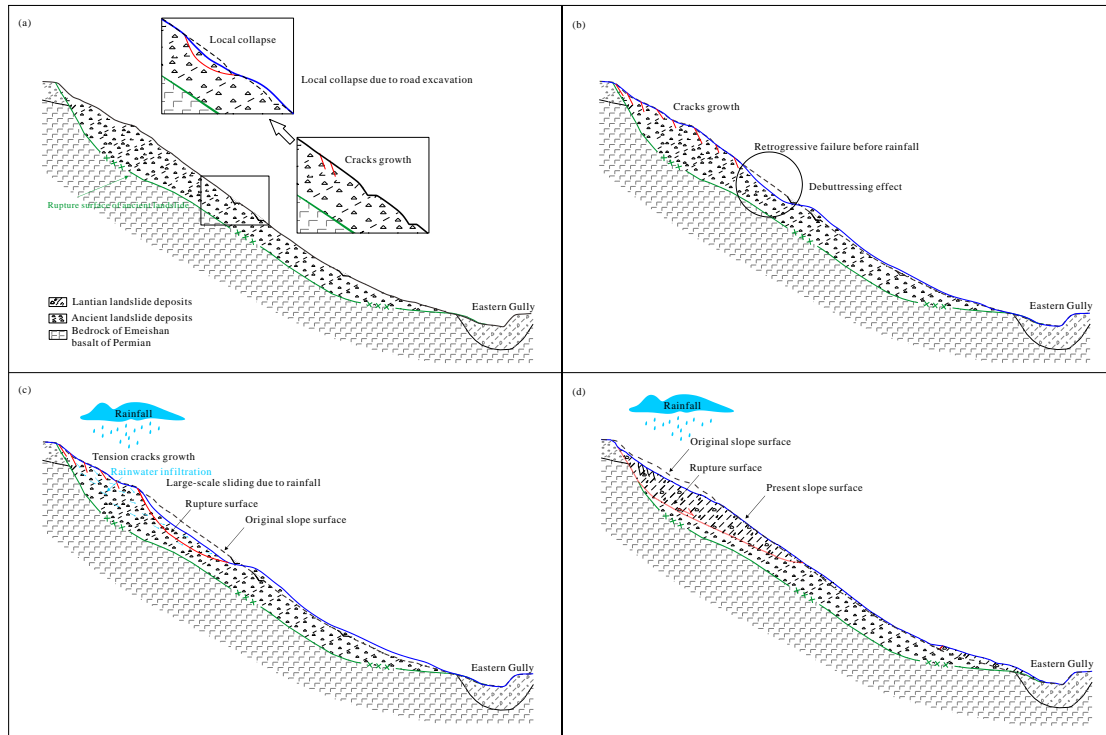 (a)
Local collapse
Local collapse due to road excavation
Cracks growth
Rupture surface of ancient landslide
Lantian landslide deposits
Ancient landslide deposits
Bedrock of Emeishan
basalt of Permian
Eastern Gully
(b)
Cracks growth
Retrogressive failure before rainfall
Debuttressing effect
Eastern Gully
(c)
Rainfall
Tension cracks growth
Rainwater infiltration
Large-scale sliding due to rainfall
Rupture surface
Original slope surface
Eastern Gully
(d)
Rainfall
Original slope surface
Rupture surface
Present slope surface
Eastern Gully